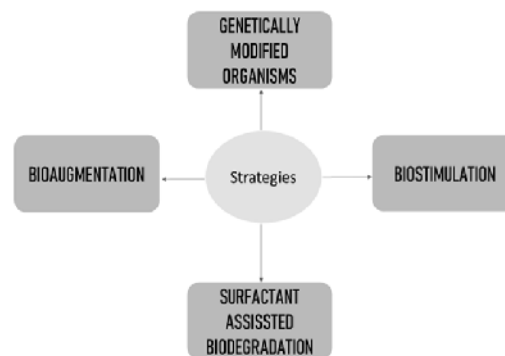 GENETICALLY
MODIFIED
ORGANISMS
BIOAUGMENTATION
Strategies
BIOSTIMULATION
SURFACTANT
ASSISSTED
BIODEGRADATION